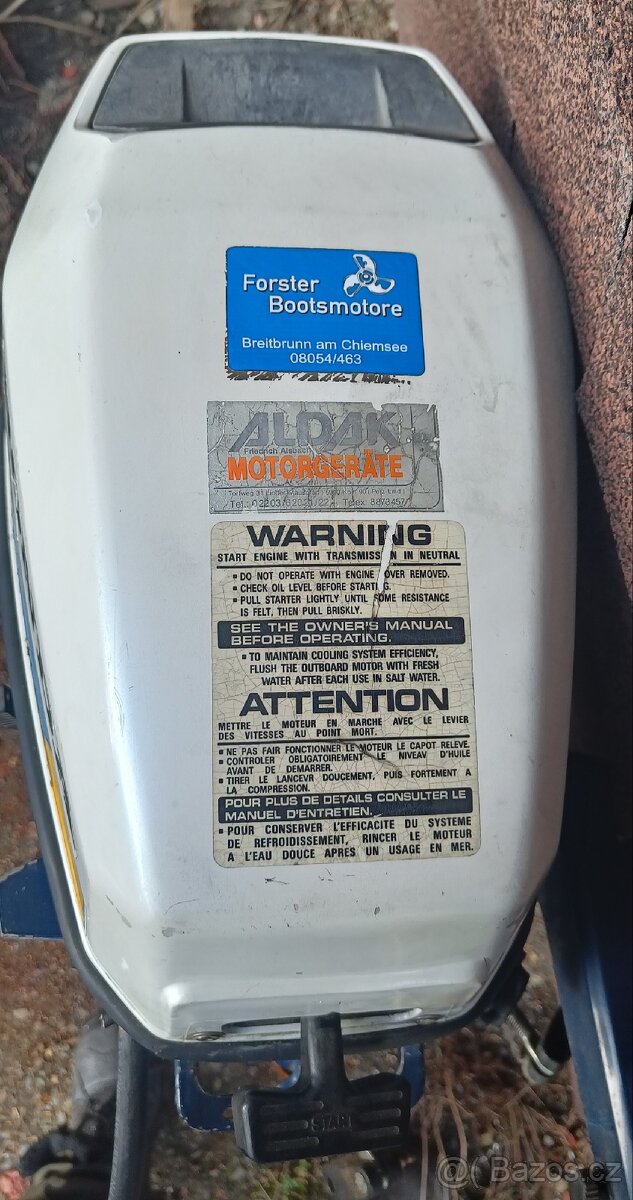 Forster
Bootsmotore
Breitbrunn am Chiemsee
08054/463
ALDAK
Friedrich Alsbach
MOTORGERÄTE
WARNING
START ENGINE WITH TRANSMISSION IN NEUTRAL
▪ DO NOT OPERATE WITH ENGINE COVER REMOVED.
▪ CHECK OIL LEVEL BEFORE STARTING.
▪ PULL STARTER LIGHTLY UNTIL SOME RESISTANCE
IS FELT, THEN PULL BRISKLY.
SEE THE OWNER'S MANUAL
BEFORE OPERATING.
▪ TO MAINTAIN COOLING SYSTEM EFFICIENCY,
FLUSH THE OUTBOARD MOTOR WITH FRESH
WATER AFTER EACH USE IN SALT WATER.
ATTENTION
METTRE LE MOTEUR EN MARCHE AVEC LE LEVIER
DES VITESSES AU POINT MORT.
▪ NE PAS FAIR FONCTIONNER LE MOTEUR LE CAPOT RELEVE.
▪ CONTROLER OBLIGATOIREMENT LE NIVEAU D'HUILE
AVANT DE DEMARRER.
▪ TIRER LE LANCEVR DOUCEMENT, PUIS FORTEMENT A
LA COMPRESSION.
POUR PLUS DE DETAILS CONSULTER LE
MANUEL D'ENTRETIEN.
▪ POUR CONSERVER L'EFFICACITE DU SYSTEME
DE REFROIDISSEMENT, RINCER LE MOTEUR
A L'EAU DOUCE APRES UN USAGE EN MER.
START
@Bazos.cz